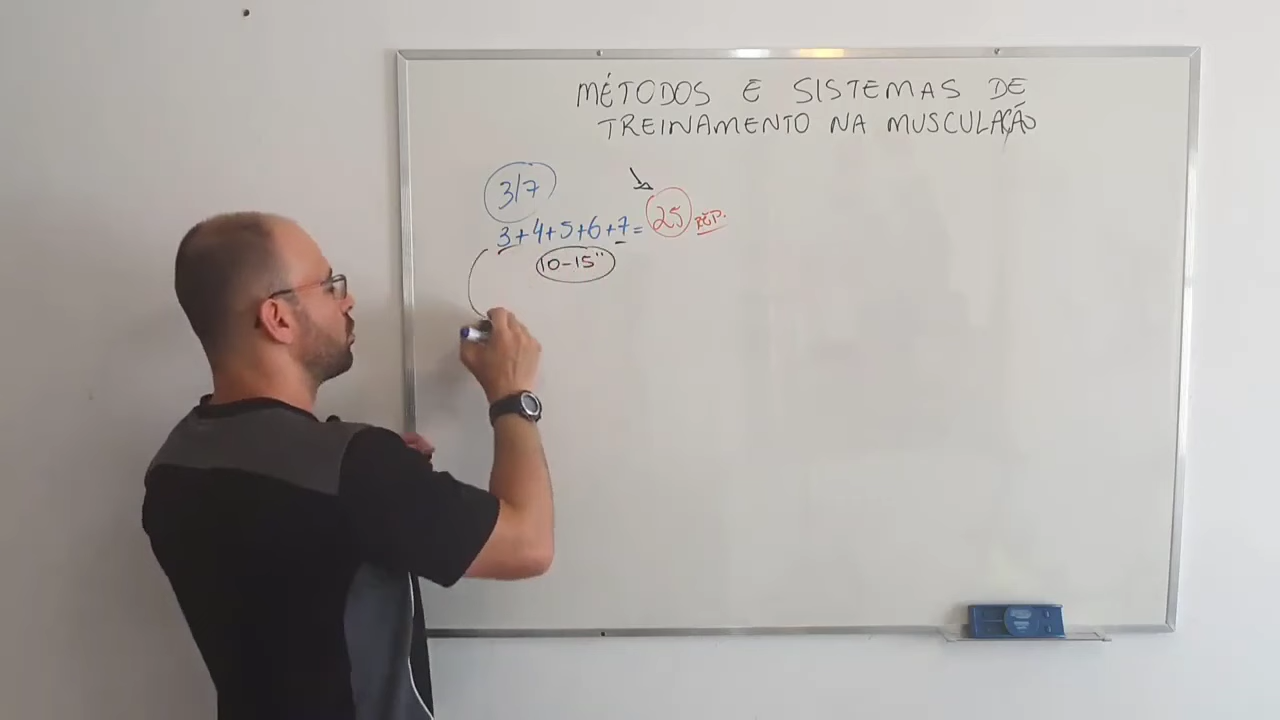 MÉTODOS E SISTEMAS DE
TREINAMENTO NA MUSCULAÇÃO
3/7
3+4+5+6+7= 25 REP.
10-15"